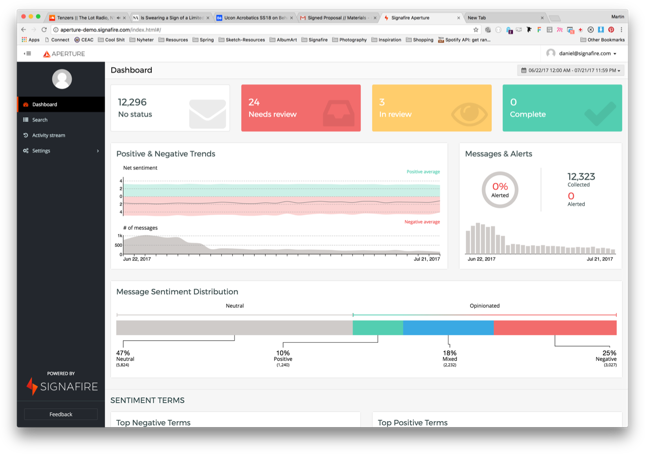 Tenzers // The Lot Radio, N
Is Swearing a Sign of a Limited
Ucon Acrobatics SS18 on Beh
Signed Proposal // Materials
Signafire Aperture
New Tab
Martin
aperture-demo.signafire.com/index.html#/
Apps
Connect
CEAC
Cool Shit
Nyheter
Resources
Spring
Sketch-Resources
AlbumArt
Signafire
Photography
Inspiration
Shopping
Spotify API: get ran...
Other Bookmarks
APERTURE
daniel@signafire.com
Dashboard
Search
Activity stream
Settings
POWERED BY
SIGNAFIRE
Feedback
Dashboard
06/22/17 12:00 AM - 07/21/17 11:59 PM
12,296
No status
24
Needs review
3
In review
0
Complete
Positive & Negative Trends
Net sentiment
Positive average
4
2
0
2
4
Negative average
# of messages
1k
500
0
Jun 22, 2017
Jul 21, 2017
Messages & Alerts
0%
Alerted
12,323
Collected
0
Alerted
Jun 22, 2017
Jul 21, 2017
Message Sentiment Distribution
Neutral
Opinionated
47%
Neutral
(5,824)
10%
Positive
(1,240)
18%
Mixed
(2,232)
25%
Negative
(3,027)
SENTIMENT TERMS
Top Negative Terms
Top Positive Terms